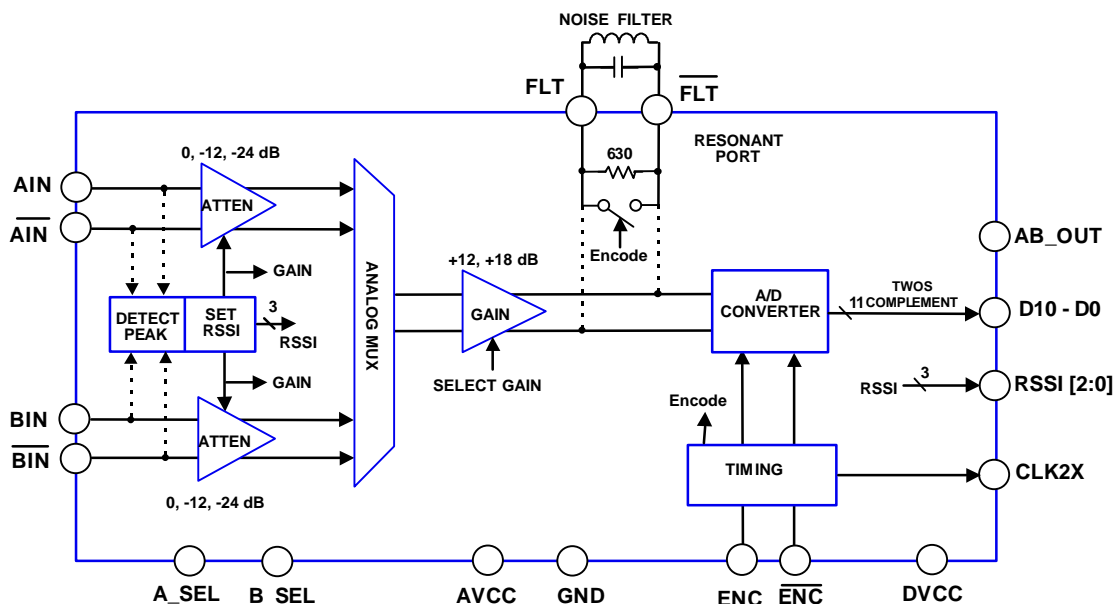 NOISE FILTER
FLT
FLT
RESONANT
PORT
630
Encode
0, -12, -24 dB
AIN
AIN
ATTEN
GAIN
DETECT
PEAK
SET
RSSI
3
RSSI
GAIN
BIN
BIN
ATTEN
0, -12, -24 dB
ANALOG MUX
+12, +18 dB
GAIN
SELECT GAIN
A/D
CONVERTER
TWOS
11 COMPLEMENT
AB_OUT
D10 - D0
RSSI
3
RSSI [2:0]
Encode
TIMING
CLK2X
A_SEL
B_SEL
AVCC
GND
ENC
ENC
DVCC